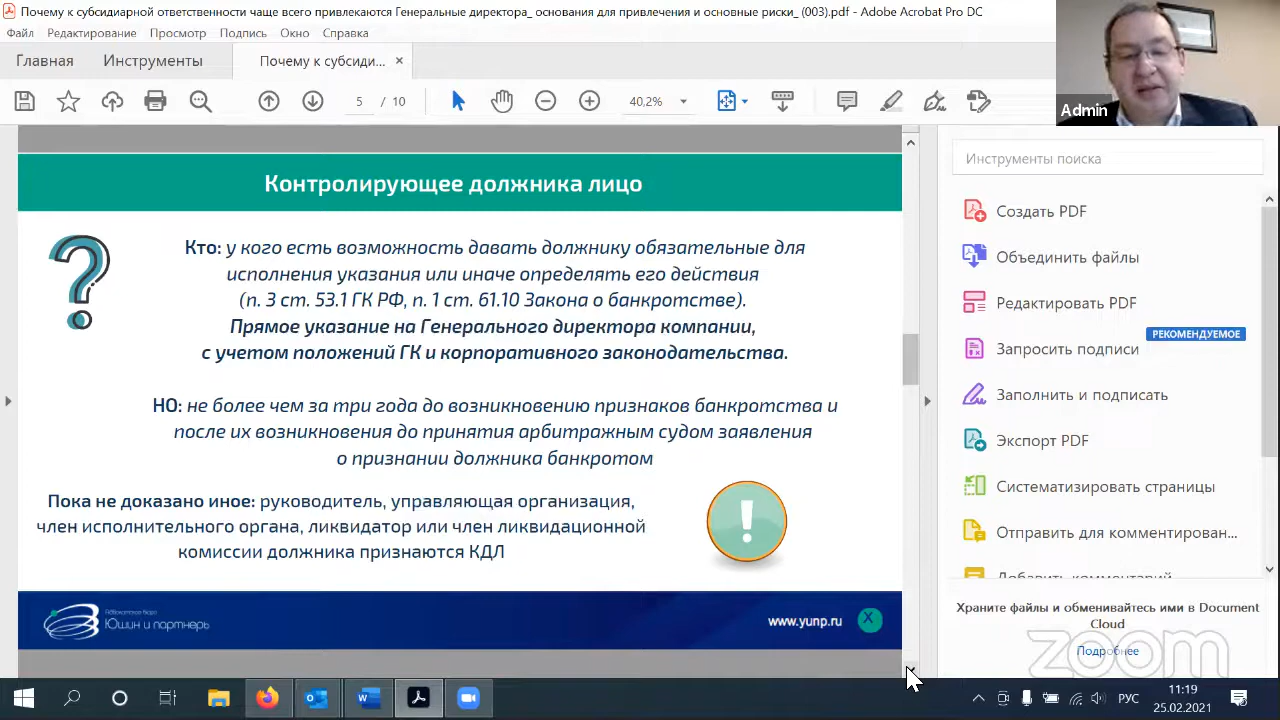 Почему к субсидиарной ответственности чаще всего привлекаются Генеральные директора_ основания для привлечения и основные риски_ (003).pdf - Adobe Acrobat Pro DC
Файл Редактирование Просмотр Подпись Окно Справка
Главная Инструменты Почему к субсиди... ×
5 / 10 40,2%
Admin
Инструменты поиска
Контролирующее должника лицо
Кто: у кого есть возможность давать должнику обязательные для
исполнения указания или иначе определять его действия
(п. 3 ст. 53.1 ГК РФ, п. 1 ст. 61.10 Закона о банкротстве).
Прямое указание на Генерального директора компании,
с учетом положений ГК и корпоративного законодательства.
НО: не более чем за три года до возникновению признаков банкротства и
после их возникновения до принятия арбитражным судом заявления
о признании должника банкротом
Пока не доказано иное: руководитель, управляющая организация,
член исполнительного органа, ликвидатор или член ликвидационной
комиссии должника признаются КДЛ
Адвокатское бюро
Юшин и партнеры
www.yunp.ru X
Создать PDF
Объединить файлы
Редактировать PDF
РЕКОМЕНДУЕМОЕ
Запросить подписи
Заполнить и подписать
Экспорт PDF
Систематизировать страницы
Отправить для комментирован...
Добавить комментарий
Храните файлы и обменивайтесь ими в Document
Cloud
Подробнее
zoom
РУС
11:19
25.02.2021